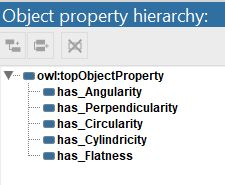 Object property hierarchy:
owl:topObjectProperty
has_Angularity
has_Perpendicularity
has_Circularity
has_Cylindricity
has_Flatness